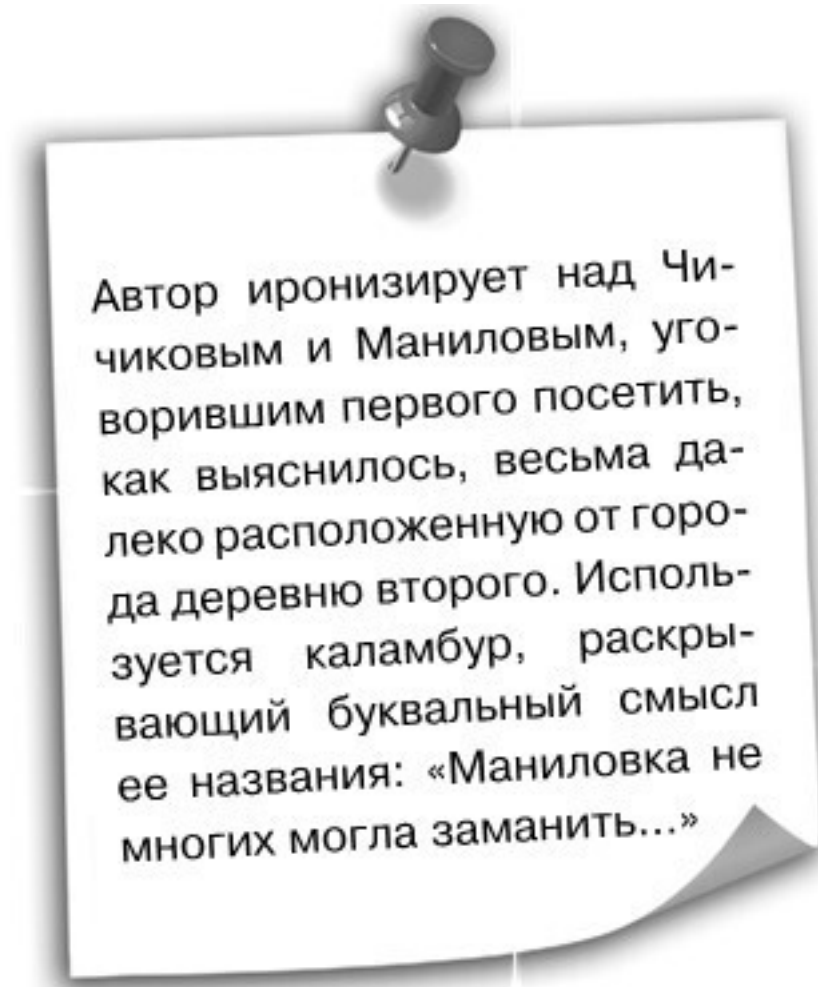 Автор иронизирует над Чи-
чиковым и Маниловым, уго-
ворившим первого посетить,
как выяснилось, весьма да-
леко расположенную от горо-
да деревню второго. Исполь-
зуется каламбур, раскры-
вающий буквальный смысл
ее названия: «Маниловка не
многих могла заманить...»